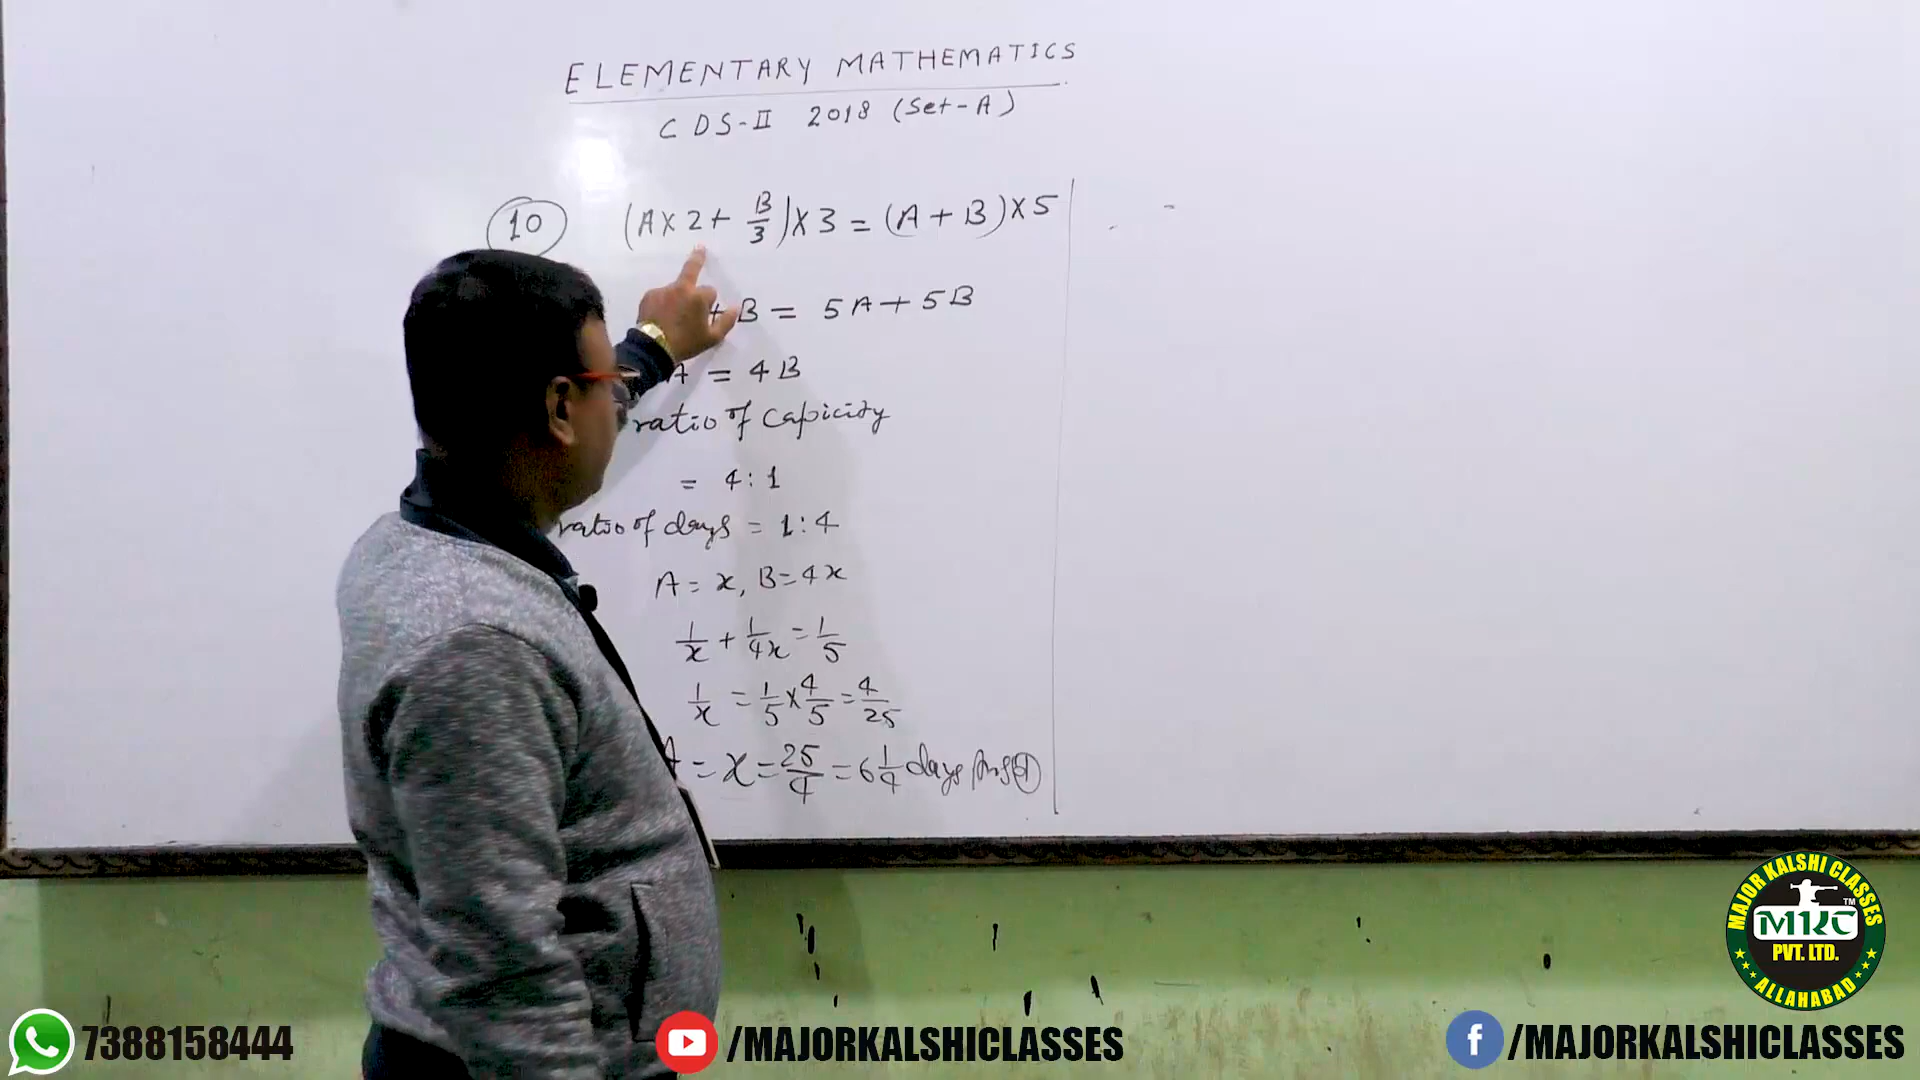 ELEMENTARY MATHEMATICS
CDS-II 2018 (Set-A)
10
(A×2+B/3)×3=(A+B)×5
+B=5A+5B
A=4B
ratio of capicity
=4:1
ratio of days=1:4
A=x, B=4x
1/x+1/4x=1/5
1/x=1/5×4/5=4/25
A=x=25/4=6 1/4 days
MAJOR KALSHI CLASSES
MKC
TM
PVT. LTD.
ALLAHABAD
7388158444
/MAJORKALSHICLASSES
f
/MAJORKALSHICLASSES